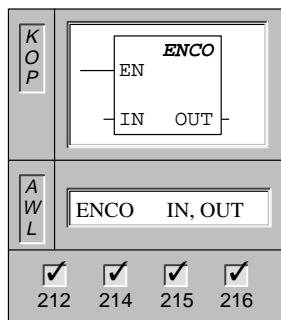 K
O
P
ENCO
EN
IN OUT
A
W
L
ENCO IN, OUT
212 214 215 216